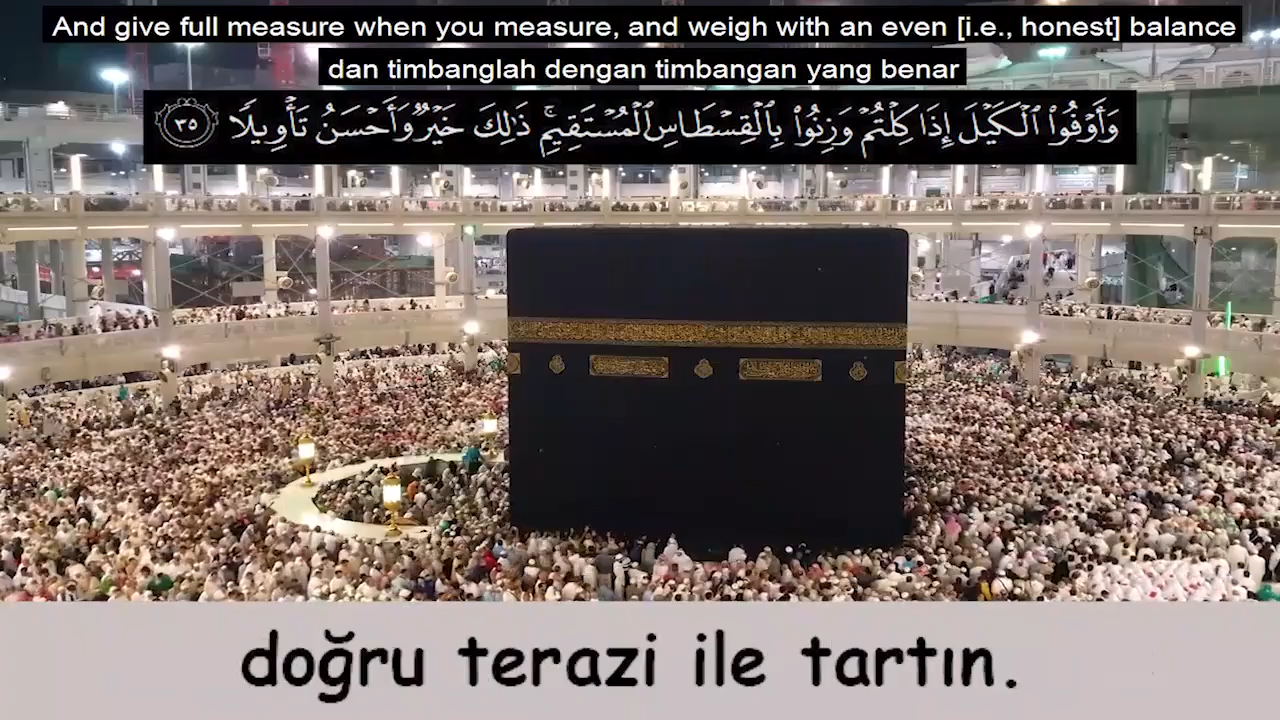 And give full measure when you measure, and weigh with an even [i.e., honest] balance
dan timbanglah dengan timbangan yang benar
وَأَوۡفُواْ ٱلۡكَيۡلَ إِذَا كِلۡتُمۡ وَزِنُواْ بِٱلۡقِسۡطَاسِ ٱلۡمُسۡتَقِيمِۚ ذَٰلِكَ خَيۡرٞ وَأَحۡسَنُ تَأۡوِيلٗا ٣٥
doğru terazi ile tartın.